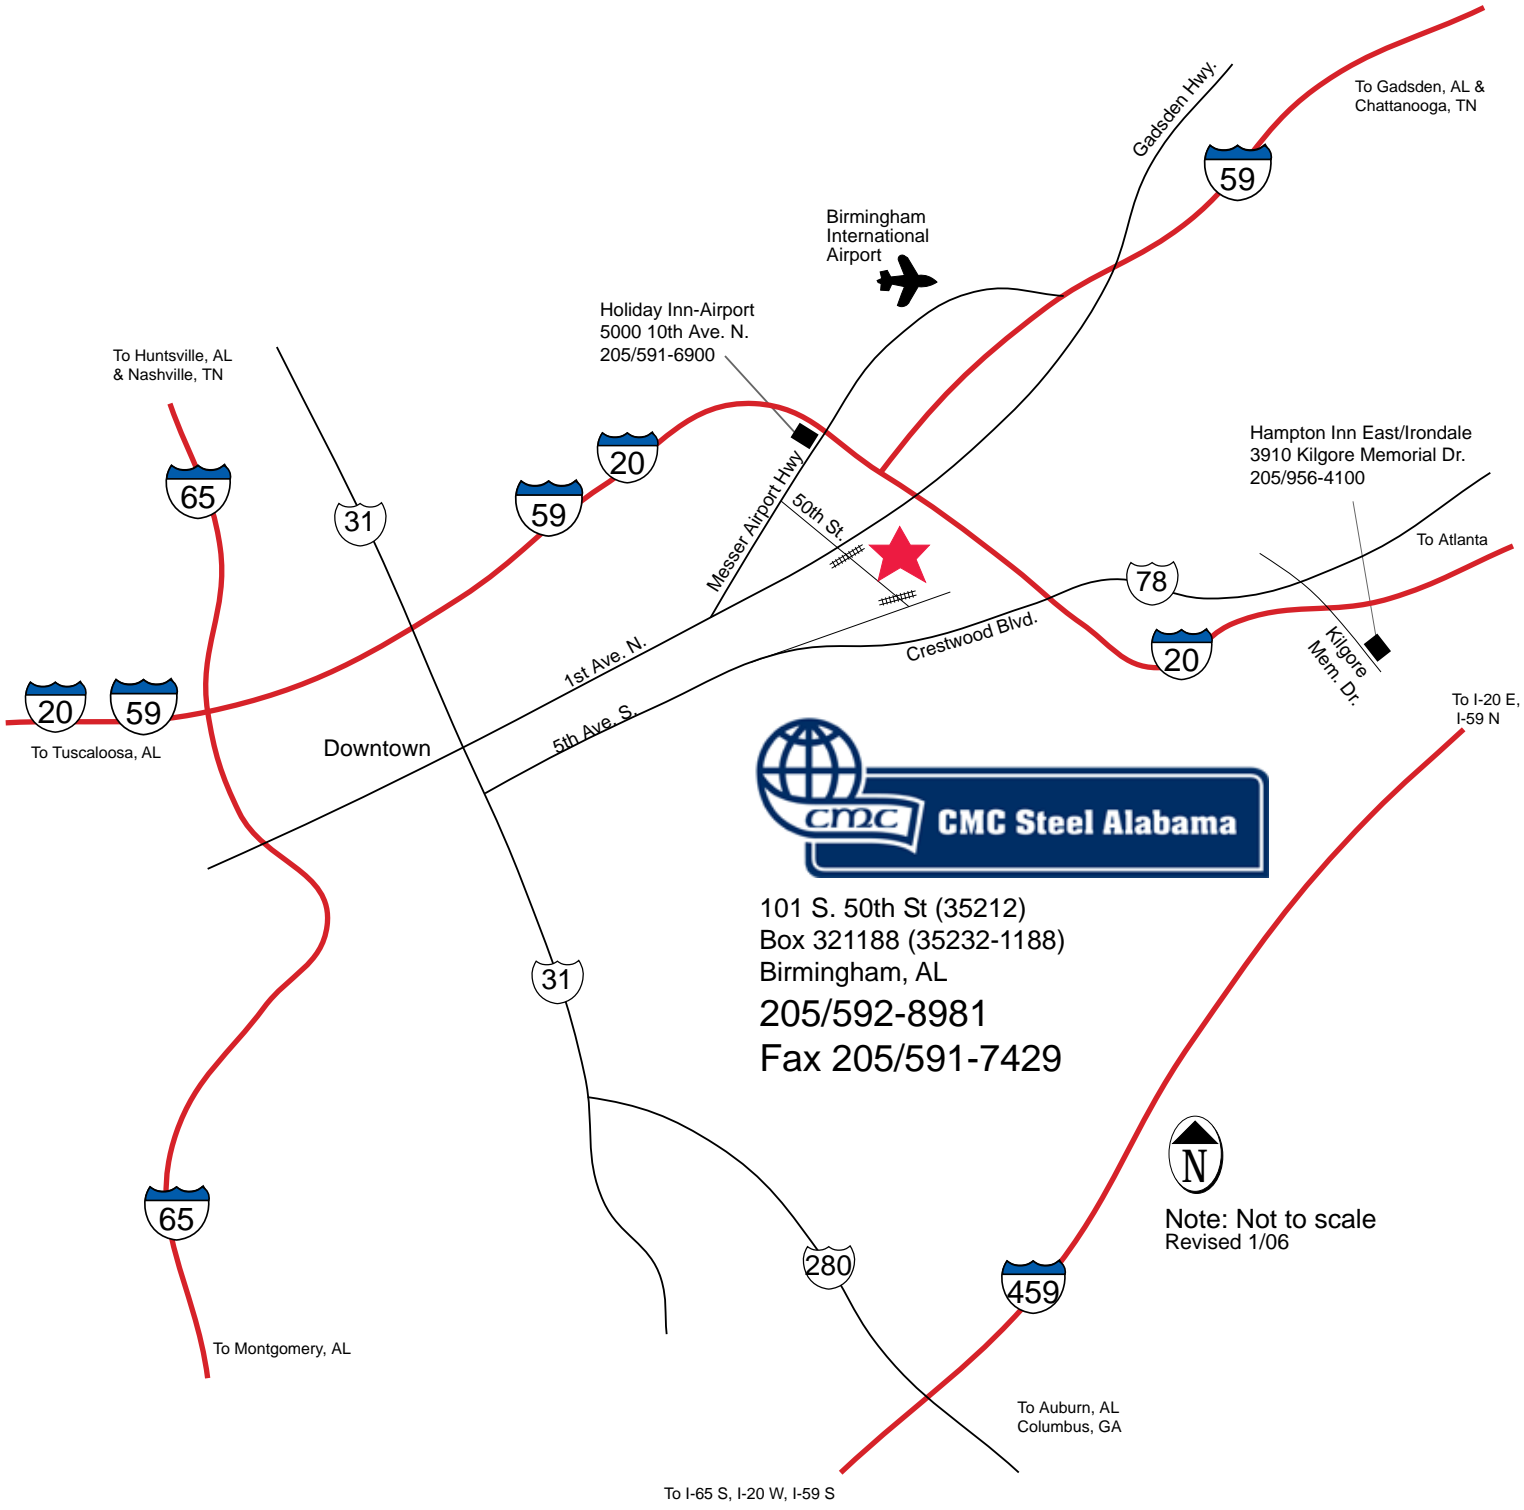 To Gadsden, AL &
Chattanooga, TN
Gadsden Hwy.
59
Birmingham
International
Airport
Holiday Inn-Airport
5000 10th Ave. N.
205/591-6900
To Huntsville, AL
& Nashville, TN
65
31
59
20
Messer Airport Hwy
50th St.
Hampton Inn East/Irondale
3910 Kilgore Memorial Dr.
205/956-4100
To Atlanta
78
20
Kilgore
Mem. Dr.
Crestwood Blvd.
1st Ave. N.
5th Ave. S.
20
59
To Tuscaloosa, AL
Downtown
To I-20 E,
I-59 N
cmc
CMC Steel Alabama
101 S. 50th St (35212)
Box 321188 (35232-1188)
Birmingham, AL
205/592-8981
Fax 205/591-7429
31
N
Note: Not to scale
Revised 1/06
65
280
459
To Montgomery, AL
To Auburn, AL
Columbus, GA
To I-65 S, I-20 W, I-59 S